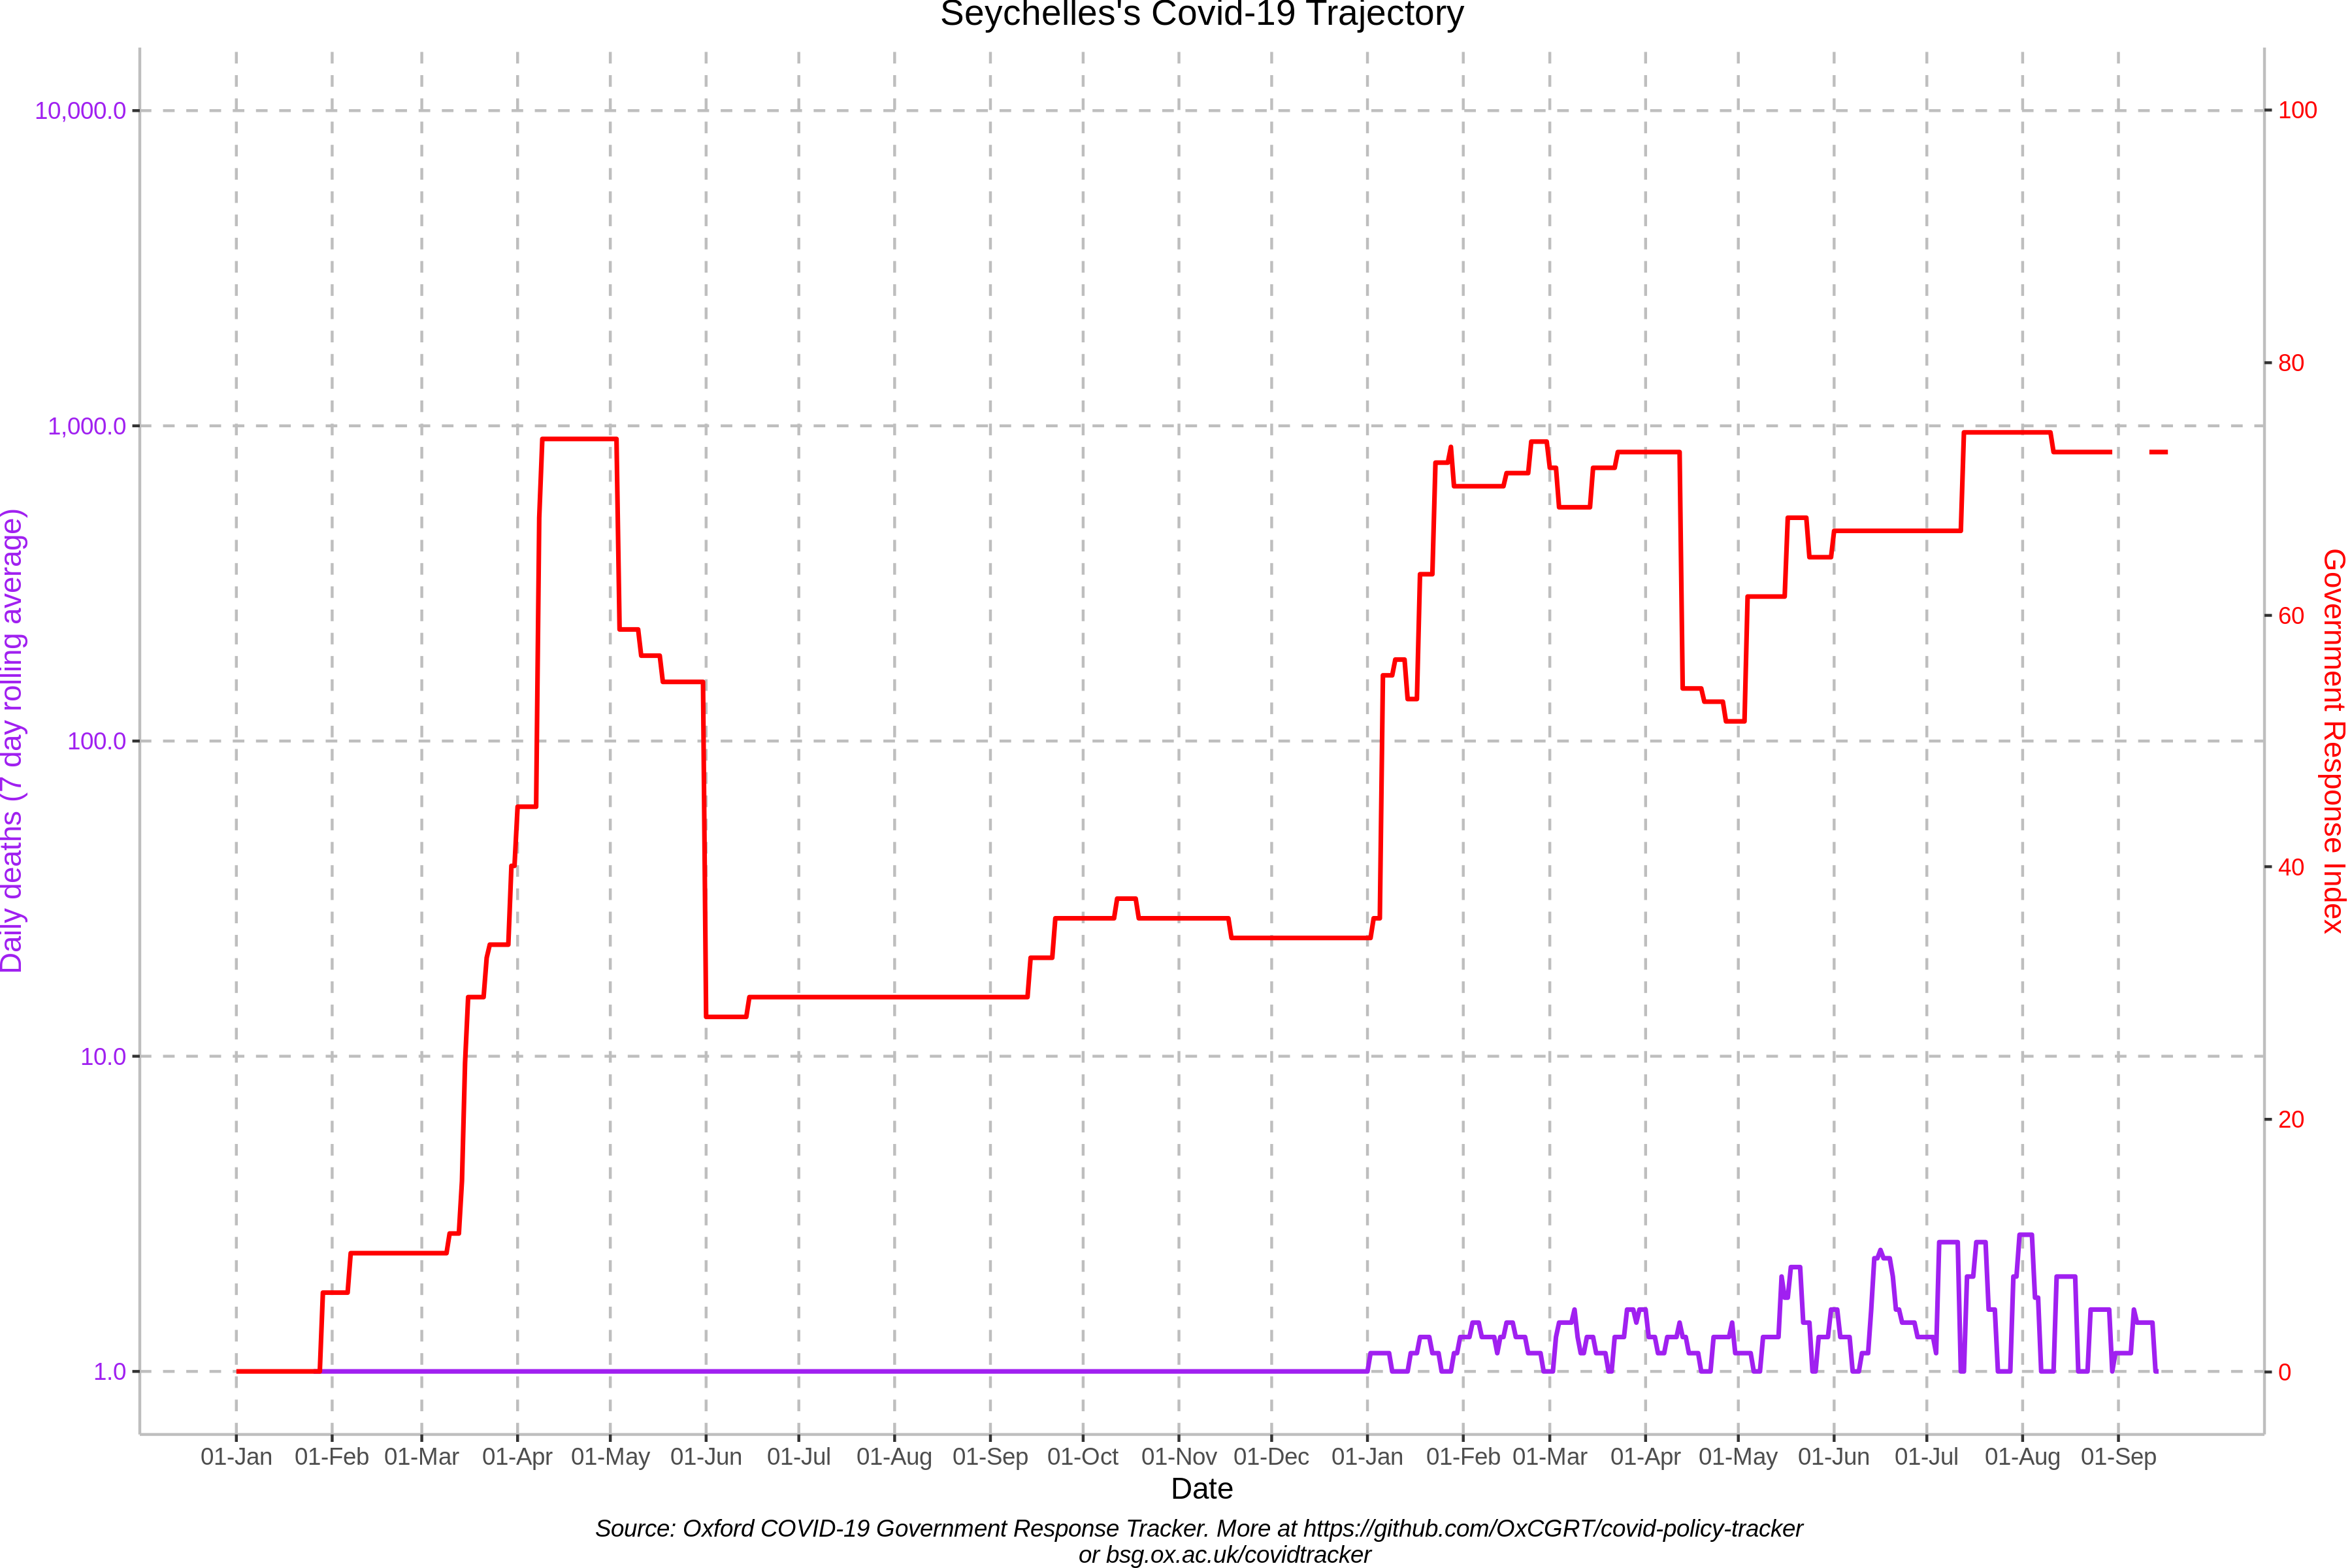 Seychelles's Covid-19 Trajectory
Daily deaths (7 day rolling average)
10,000.0
1,000.0
100.0
10.0
1.0
100
80
60
40
20
0
Government Response Index
01-Jan 01-Feb 01-Mar 01-Apr 01-May 01-Jun 01-Jul 01-Aug 01-Sep 01-Oct 01-Nov 01-Dec 01-Jan 01-Feb 01-Mar 01-Apr 01-May 01-Jun 01-Jul 01-Aug 01-Sep
Date
Source: Oxford COVID-19 Government Response Tracker. More at https://github.com/OxCGRT/covid-policy-tracker
or bsg.ox.ac.uk/covidtracker